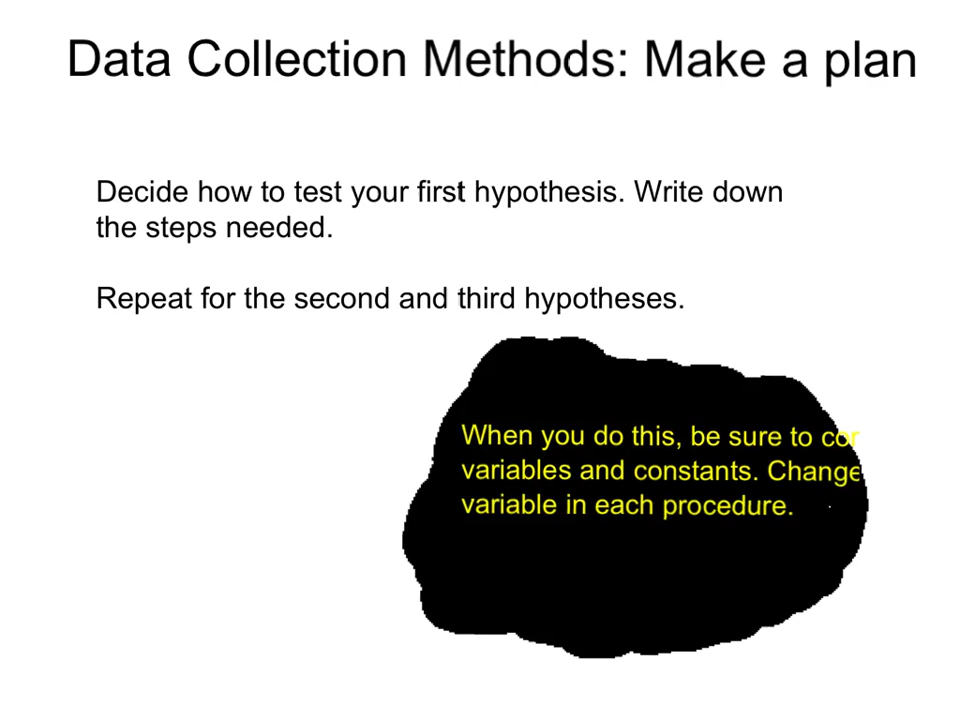 Data Collection Methods: Make a plan
Decide how to test your first hypothesis. Write down
the steps needed.
Repeat for the second and third hypotheses.
When you do this, be sure to
variables and constants. Change
variable in each procedure.